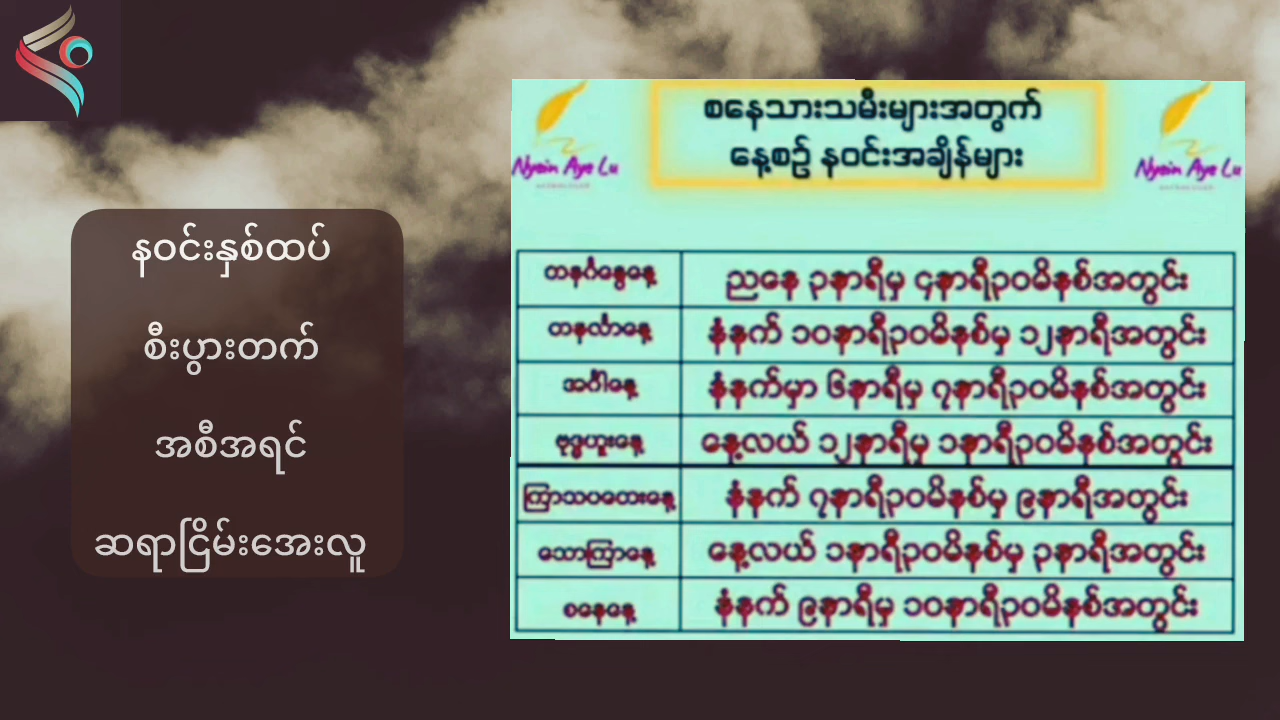 နဝင်းနှစ်ထပ်
စီးပွားတက်
အစီအရင်
ဆရာငြိမ်းအေးလူ
Nyein Aye Lu
စနေသားသမီးများအတွက်
နေ့စဉ် နဝင်းအချိန်များ
Nyein Aye Lu
တနင်္ဂနွေနေ့ ညနေ ၃နာရီမှ ၄နာရီ၃၀မိနစ်အတွင်း
တနင်္လာနေ့ နံနက် ၁၀နာရီ၃၀မိနစ်မှ ၁၂နာရီအတွင်း
အင်္ဂါနေ့ နံနက်မှာ ၆နာရီမှ ၇နာရီ၃၀မိနစ်အတွင်း
ဗုဒ္ဓဟူးနေ့ နေ့လယ် ၁၂နာရီမှ ၁နာရီ၃၀မိနစ်အတွင်း
ကြာသပတေးနေ့ နံနက် ၇နာရီ၃၀မိနစ်မှ ၉နာရီအတွင်း
သောကြာနေ့ နေ့လယ် ၁နာရီ၃၀မိနစ်မှ ၃နာရီအတွင်း
စနေနေ့ နံနက် ၉နာရီမှ ၁၀နာရီ၃၀မိနစ်အတွင်း